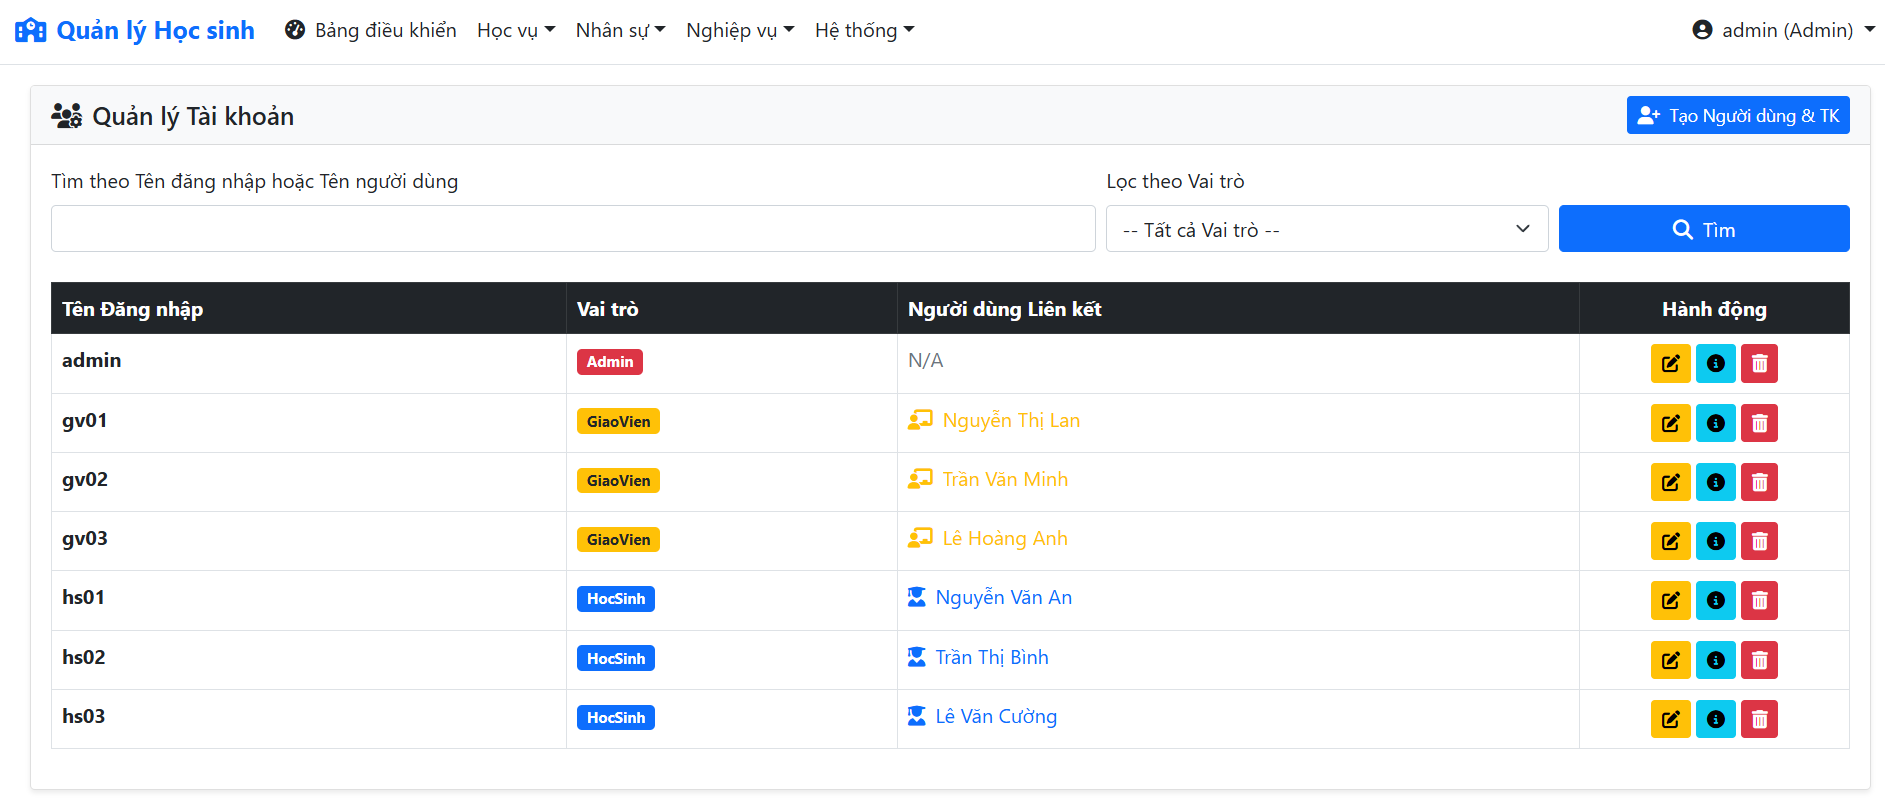 Quản lý Học sinh Bảng điều khiển Học vụ Nhân sự Nghiệp vụ Hệ thống admin (Admin)
Quản lý Tài khoản Tạo Người dùng & TK
Tìm theo Tên đăng nhập hoặc Tên người dùng Lọc theo Vai trò
-- Tất cả Vai trò -- Tìm
Tên Đăng nhập Vai trò Người dùng Liên kết Hành động
admin Admin N/A
gv01 GiaoVien Nguyễn Thị Lan
gv02 GiaoVien Trần Văn Minh
gv03 GiaoVien Lê Hoàng Anh
hs01 HocSinh Nguyễn Văn An
hs02 HocSinh Trần Thị Bình
hs03 HocSinh Lê Văn Cường